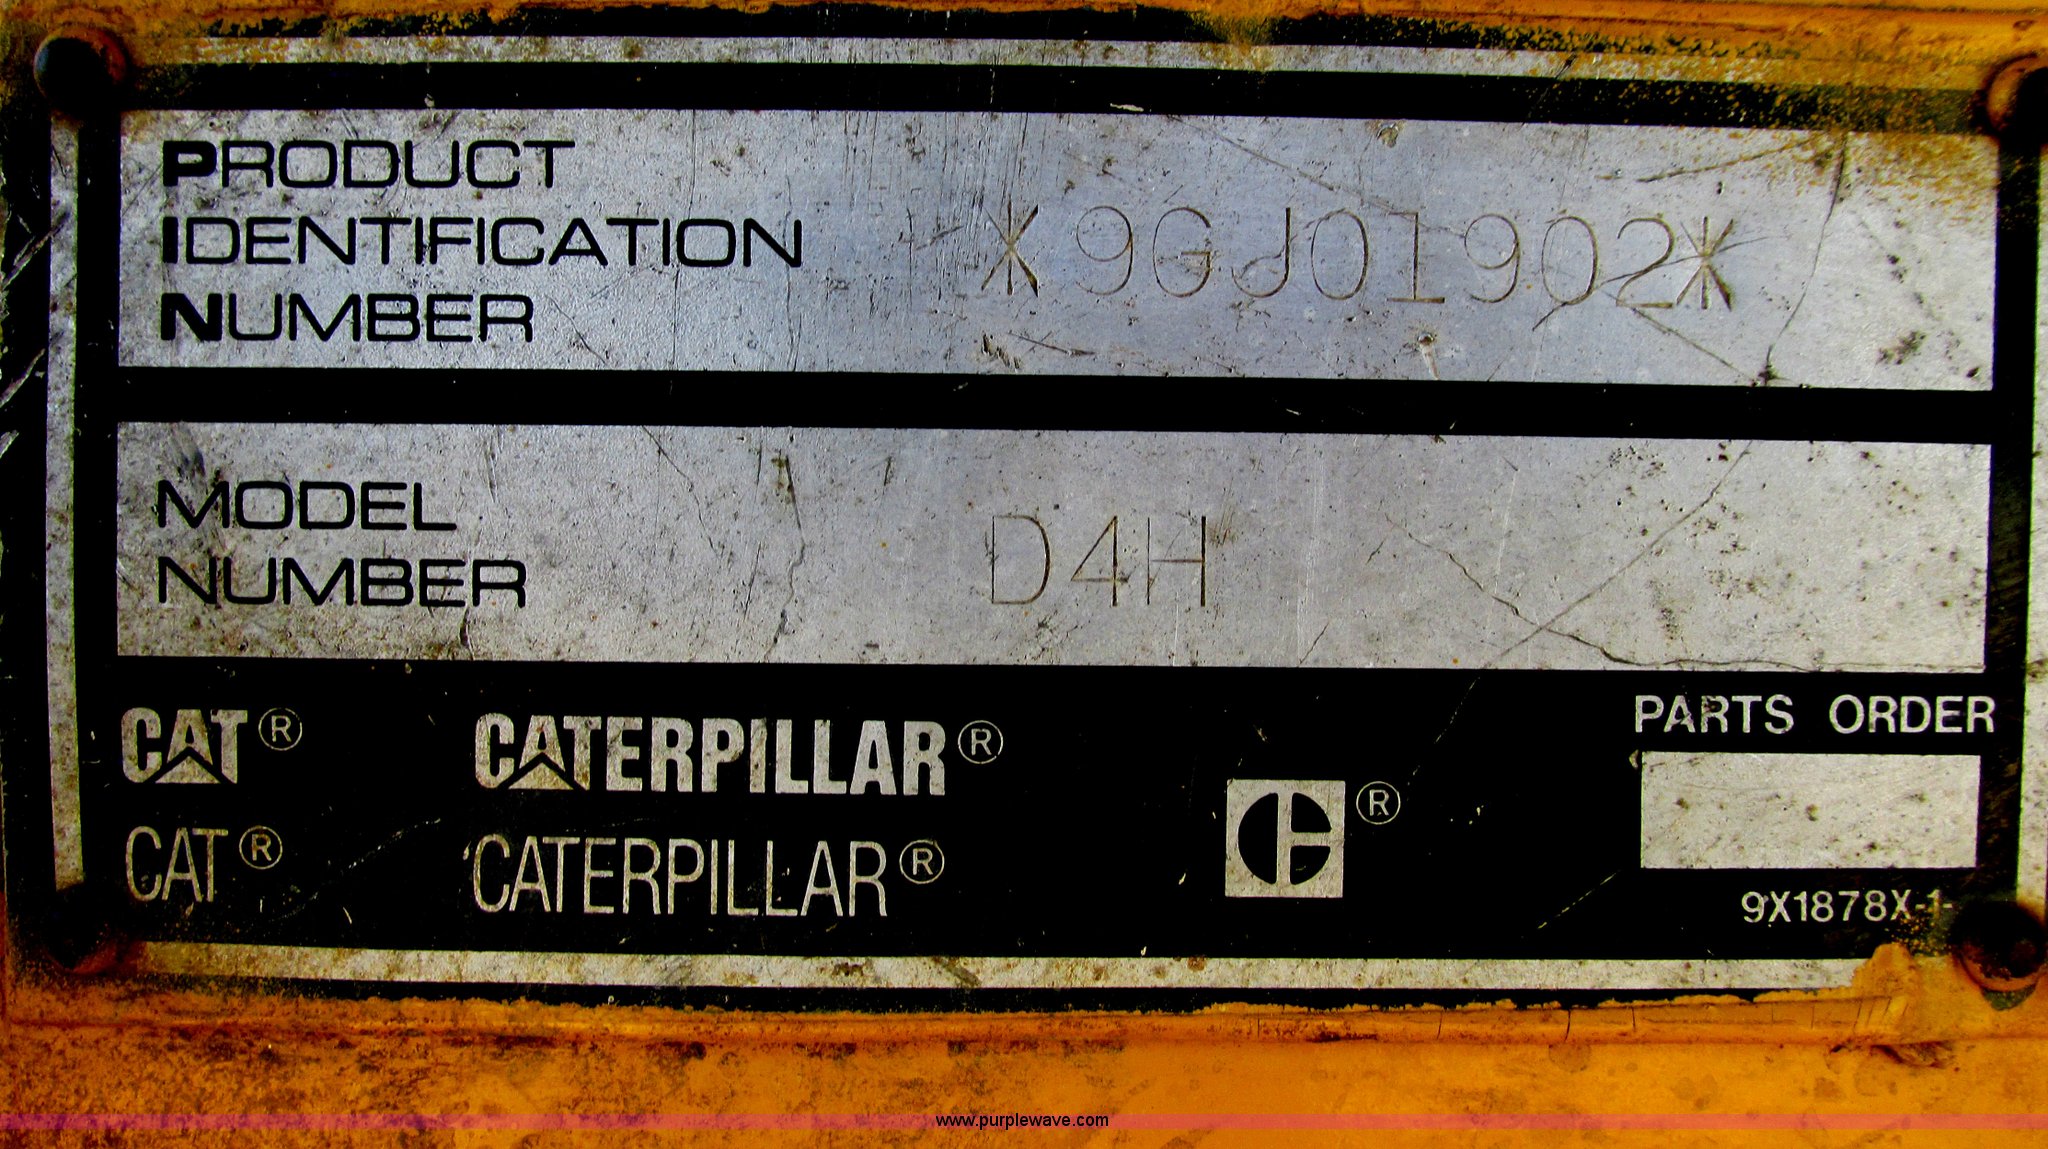 PRODUCT
IDENTIFICATION
NUMBER
*9GJ01902*
MODEL
NUMBER
D4H
CAT®
CATERPILLAR®
CAT®
CATERPILLAR®
®
PARTS ORDER
9X1878X-1-
www.purplewave.com